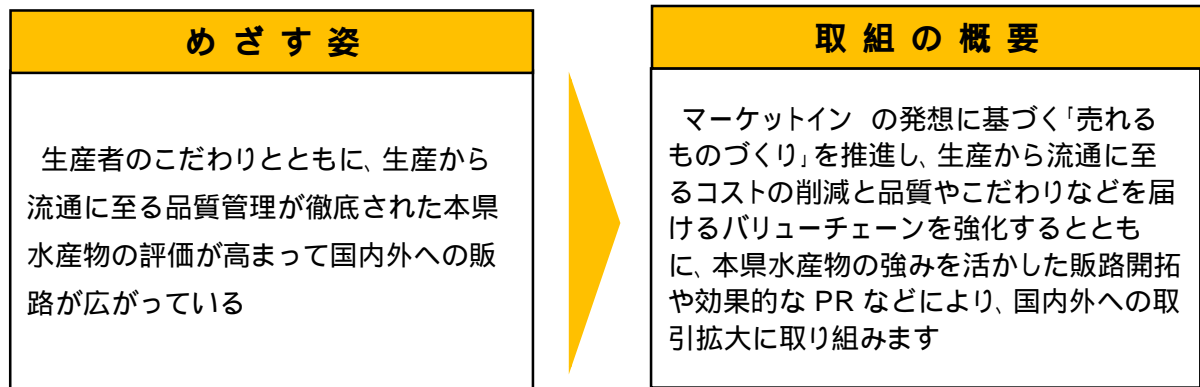 めざす姿
生産者のこだわりとともに、生産から
流通に至る品質管理が徹底された本県
水産物の評価が高まって国内外への販
路が広がっている
取組の概要
マーケットイン の発想に基づく「売れる
ものづくり」を推進し、生産から流通に至
るコストの削減と品質やこだわりなどを届
けるバリューチェーンを強化するととも
に、本県水産物の強みを活かした販路開拓
や効果的な PR などにより、国内外への取
引拡大に取り組みます